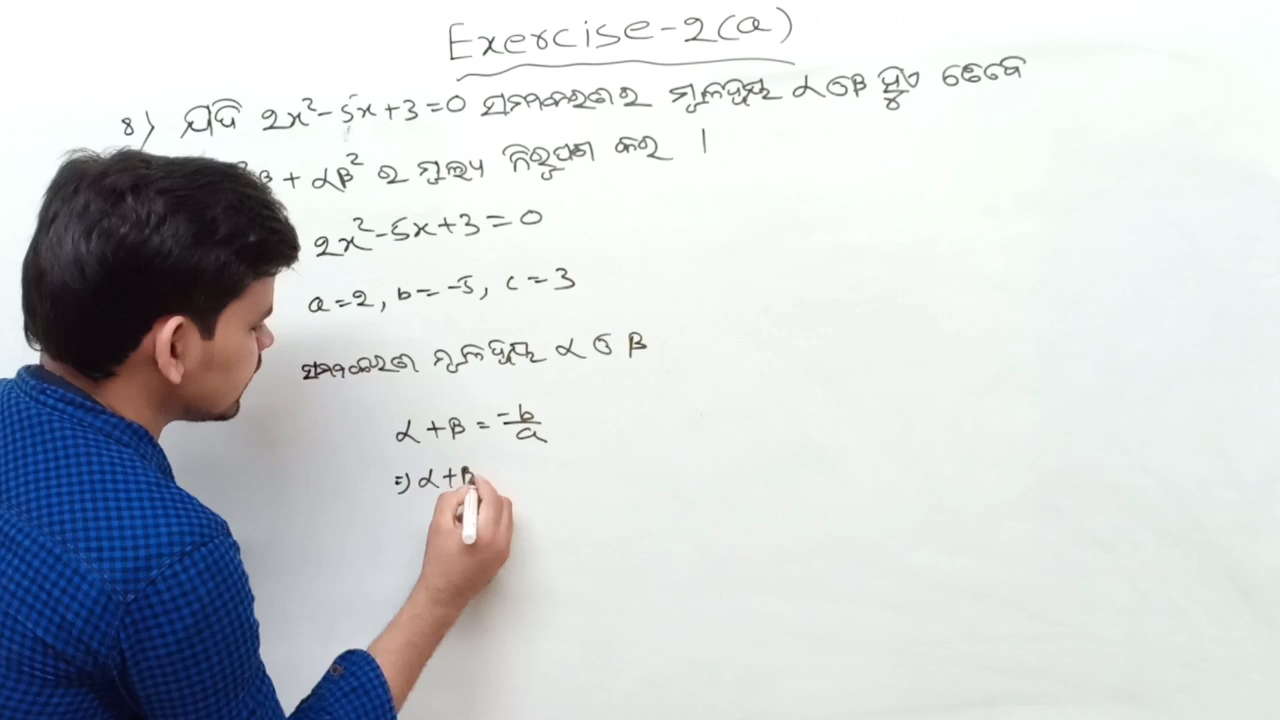 Exercise-2(a)
8) ଯଦି 2x²-5x+3=0 ସମୀକରଣର ମୂଳଦ୍ୱୟ α ଓ β ହୁଏ ତେବେ
β + αβ² ର ମୂଲ୍ୟ ନିରୂପଣ କର ।
2x²-5x+3=0
a=2, b=-5, c=3
ସମୀକରଣ ମୂଳଦ୍ୱୟ α ଓ β
α+β = -b/a
⇒ α+β